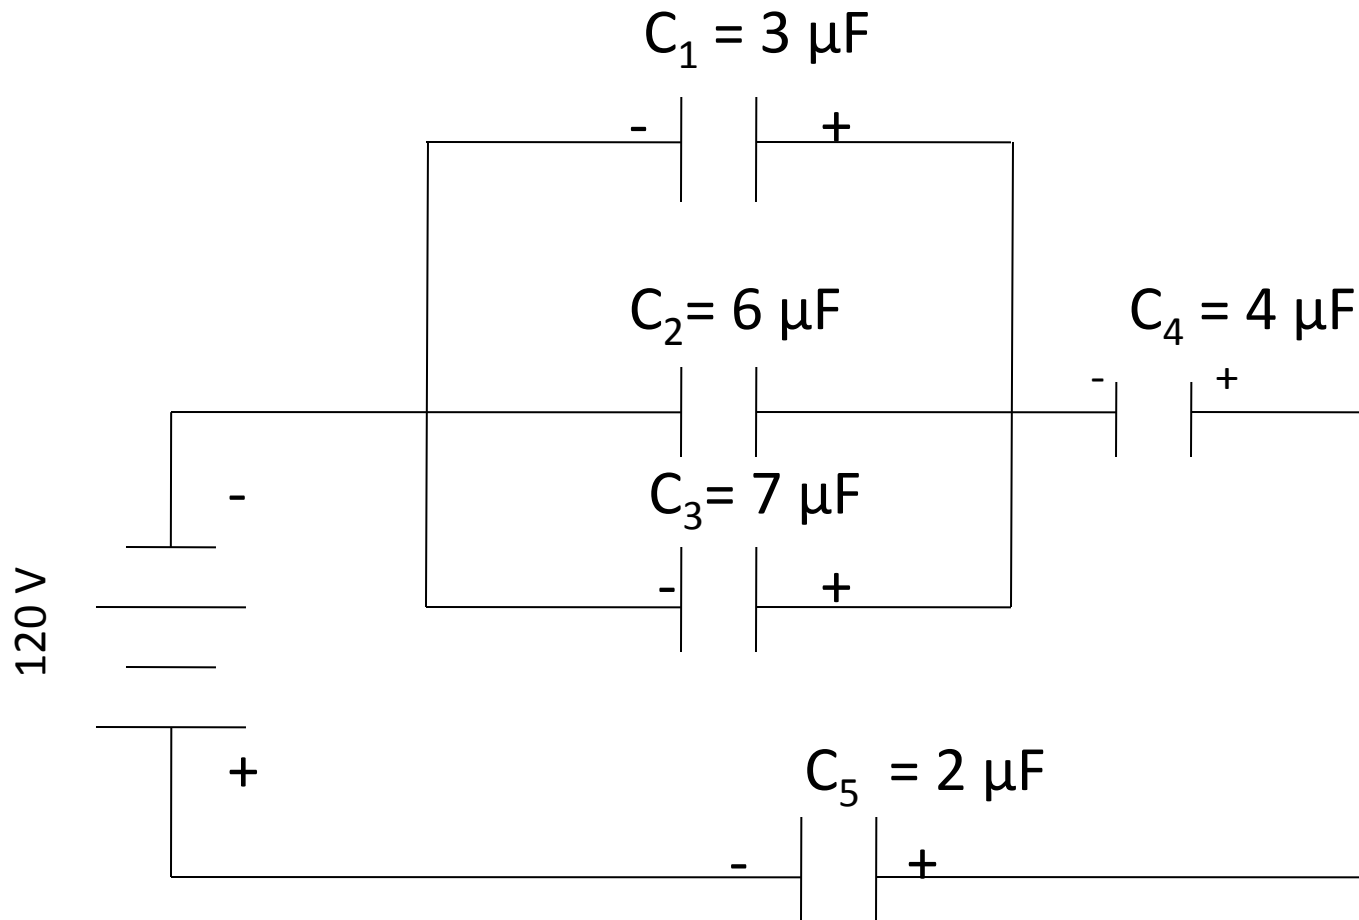 C₁ = 3 µF
- +
C₂= 6 µF
C₄ = 4 µF
- +
-
C₃= 7 µF
- +
120 V
+
C₅ = 2 µF
- +